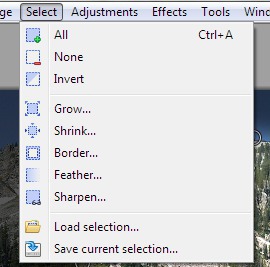 ge Select Adjustments Effects Tools Wind
All Ctrl+A
None
Invert
Grow...
Shrink...
Border...
Feather...
Sharpen...
Load selection...
Save current selection...